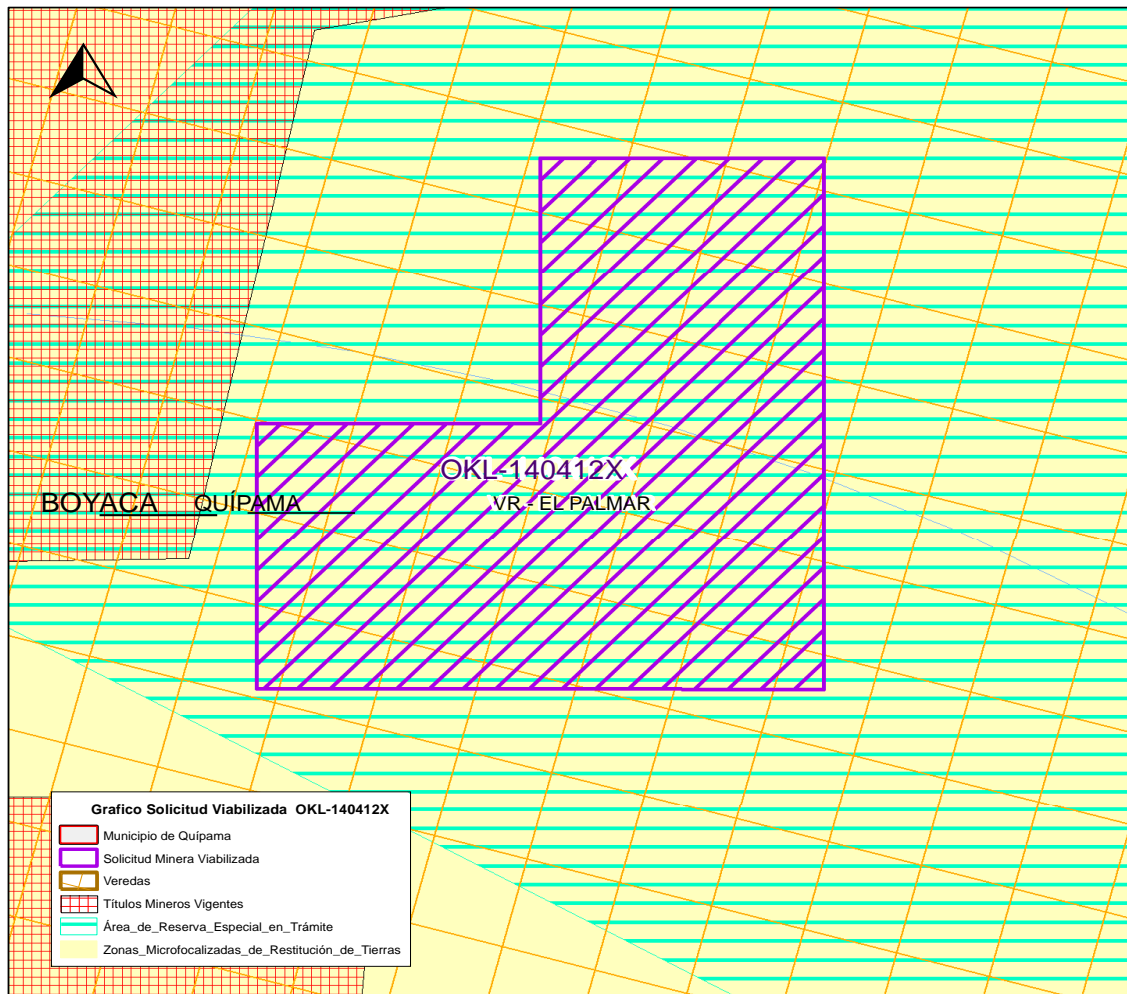 OKL-140412X
VR - EL PALMAR
BOYACA QUÍPAMA
Grafico Solicitud Viabilizada OKL-140412X
Municipio de Quípama
Solicitud Minera Viabilizada
Veredas
Títulos Mineros Vigentes
Área_de_Reserva_Especial_en_Trámite
Zonas_Microfocalizadas_de_Restitución_de_Tierras